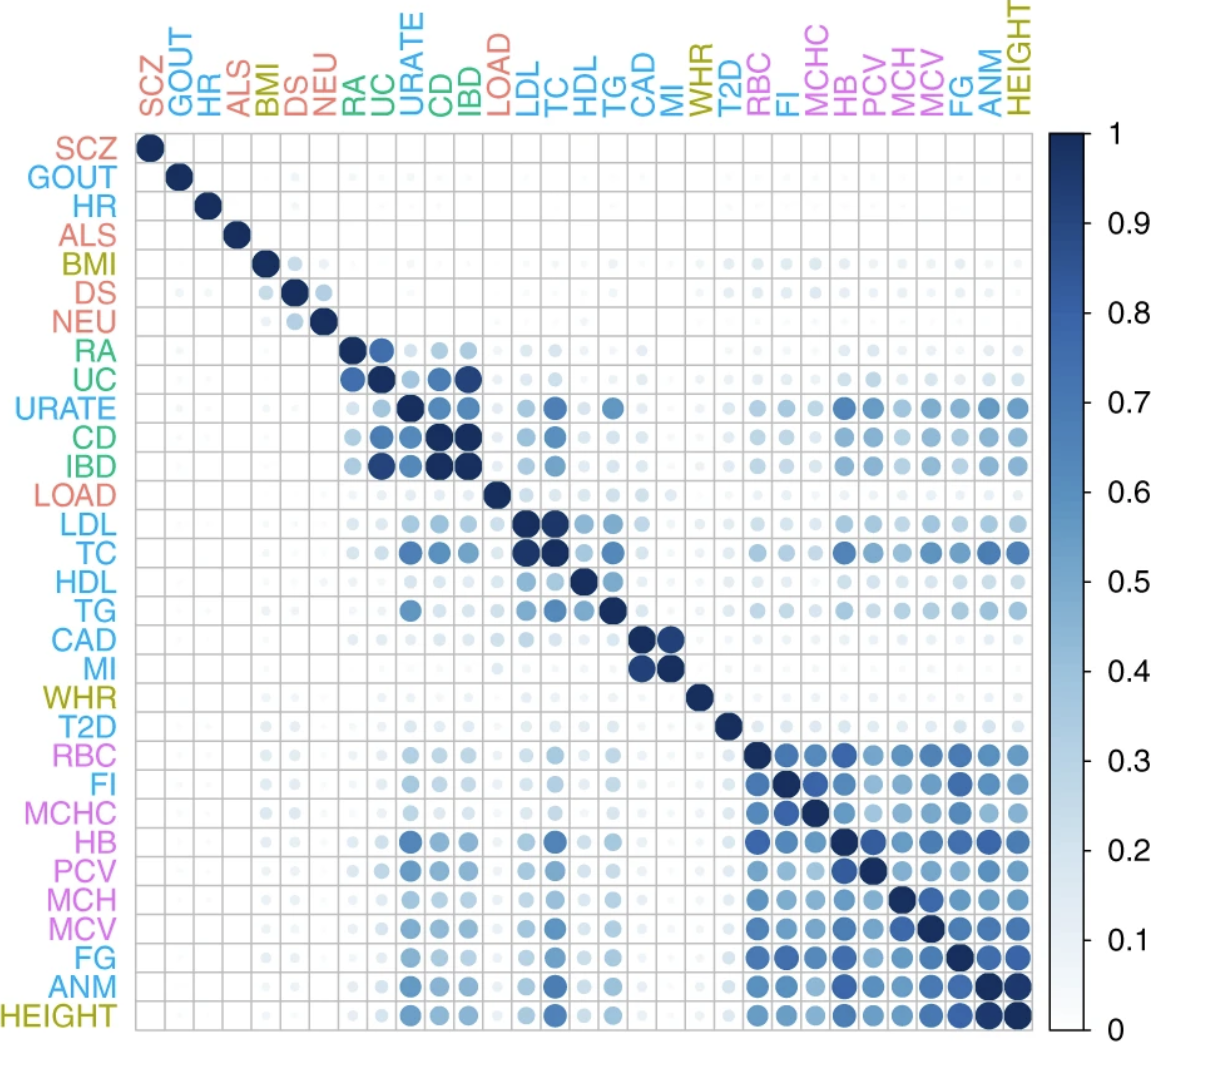 SCZ GOUT HR ALS BMI DS NEU RA UC URATE CD IBD LOAD LDL TC HDL TG CAD MI WHR T2D RBC FI MCHC HB PCV MCH MCV FG ANM HEIGHT
SCZ
GOUT
HR
ALS
BMI
DS
NEU
RA
UC
URATE
CD
IBD
LOAD
LDL
TC
HDL
TG
CAD
MI
WHR
T2D
RBC
FI
MCHC
HB
PCV
MCH
MCV
FG
ANM
HEIGHT
1
0.9
0.8
0.7
0.6
0.5
0.4
0.3
0.2
0.1
0